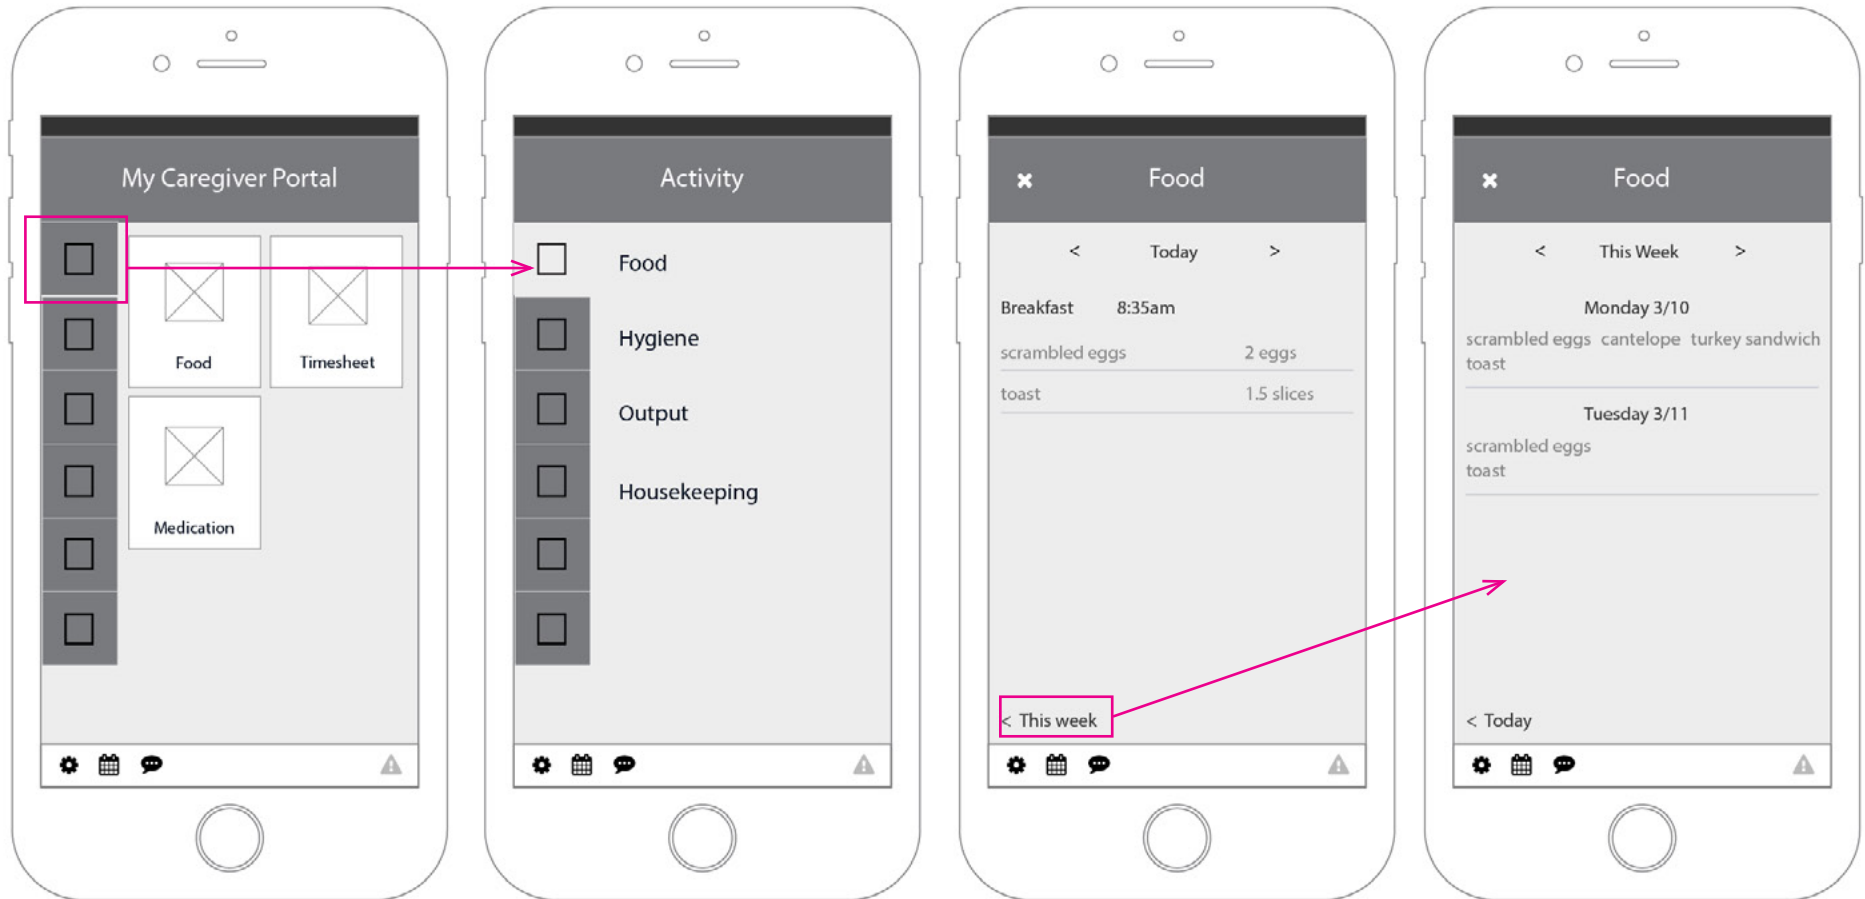 My Caregiver Portal
Food
Timesheet
Medication
Activity
Food
Hygiene
Output
Housekeeping
Food
< Today >
Breakfast 8:35am
scrambled eggs 2 eggs
toast 1.5 slices
< This week
Food
< This Week >
Monday 3/10
scrambled eggs cantelope turkey sandwich
toast
Tuesday 3/11
scrambled eggs
toast
< Today